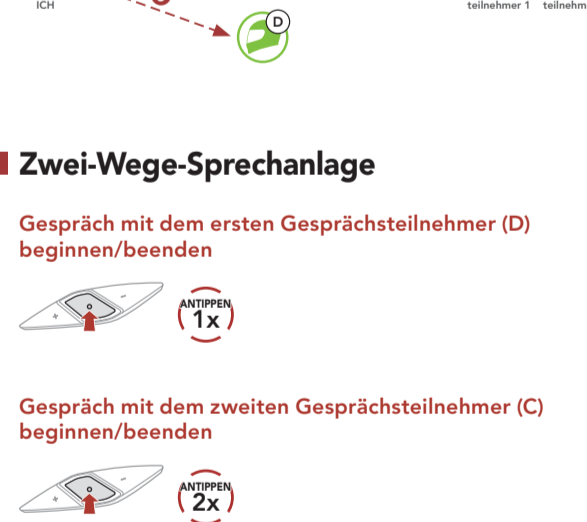 ICH
teilnehmer 1 teilnehm
D
Zwei-Wege-Sprechanlage
Gespräch mit dem ersten Gesprächsteilnehmer (D)
beginnen/beenden
ANTIPPEN
1x
Gespräch mit dem zweiten Gesprächsteilnehmer (C)
beginnen/beenden
ANTIPPEN
2x